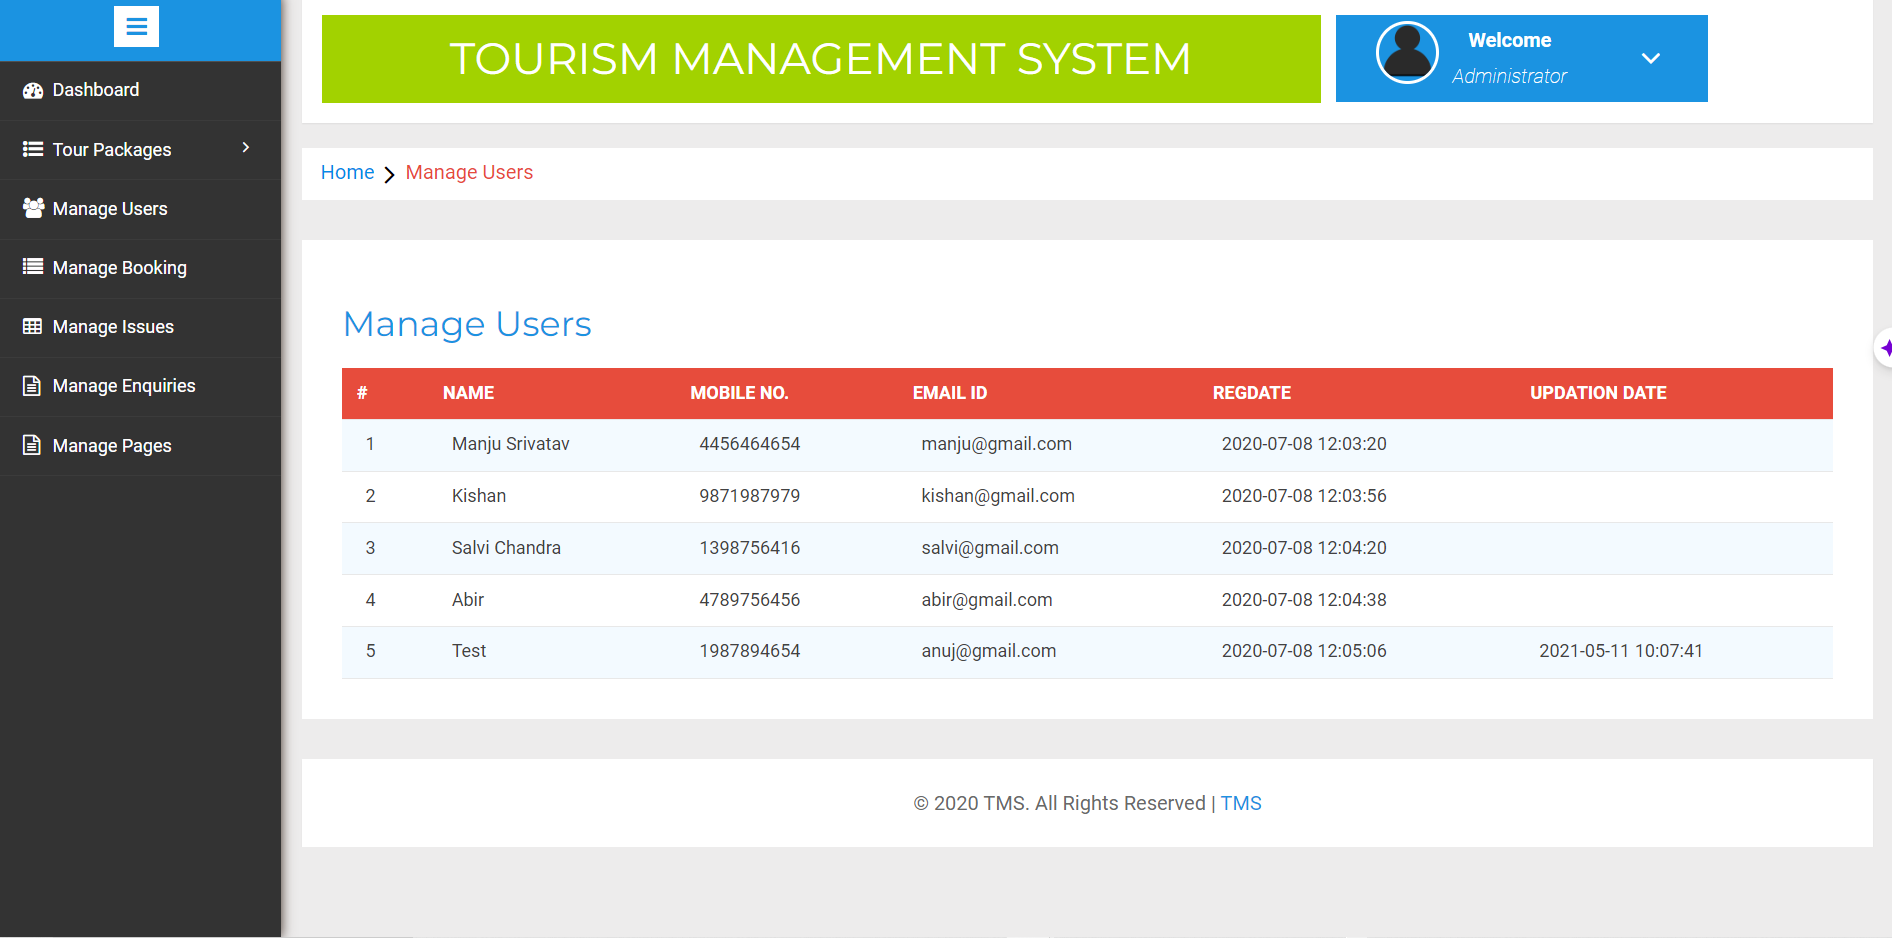 TOURISM MANAGEMENT SYSTEM
Welcome
Administrator
Dashboard
Tour Packages
Manage Users
Manage Booking
Manage Issues
Manage Enquiries
Manage Pages
Home Manage Users
Manage Users
# NAME MOBILE NO. EMAIL ID REGDATE UPDATION DATE
1 Manju Srivatav 4456464654 manju@gmail.com 2020-07-08 12:03:20
2 Kishan 9871987979 kishan@gmail.com 2020-07-08 12:03:56
3 Salvi Chandra 1398756416 salvi@gmail.com 2020-07-08 12:04:20
4 Abir 4789756456 abir@gmail.com 2020-07-08 12:04:38
5 Test 1987894654 anuj@gmail.com 2020-07-08 12:05:06 2021-05-11 10:07:41
© 2020 TMS. All Rights Reserved | TMS